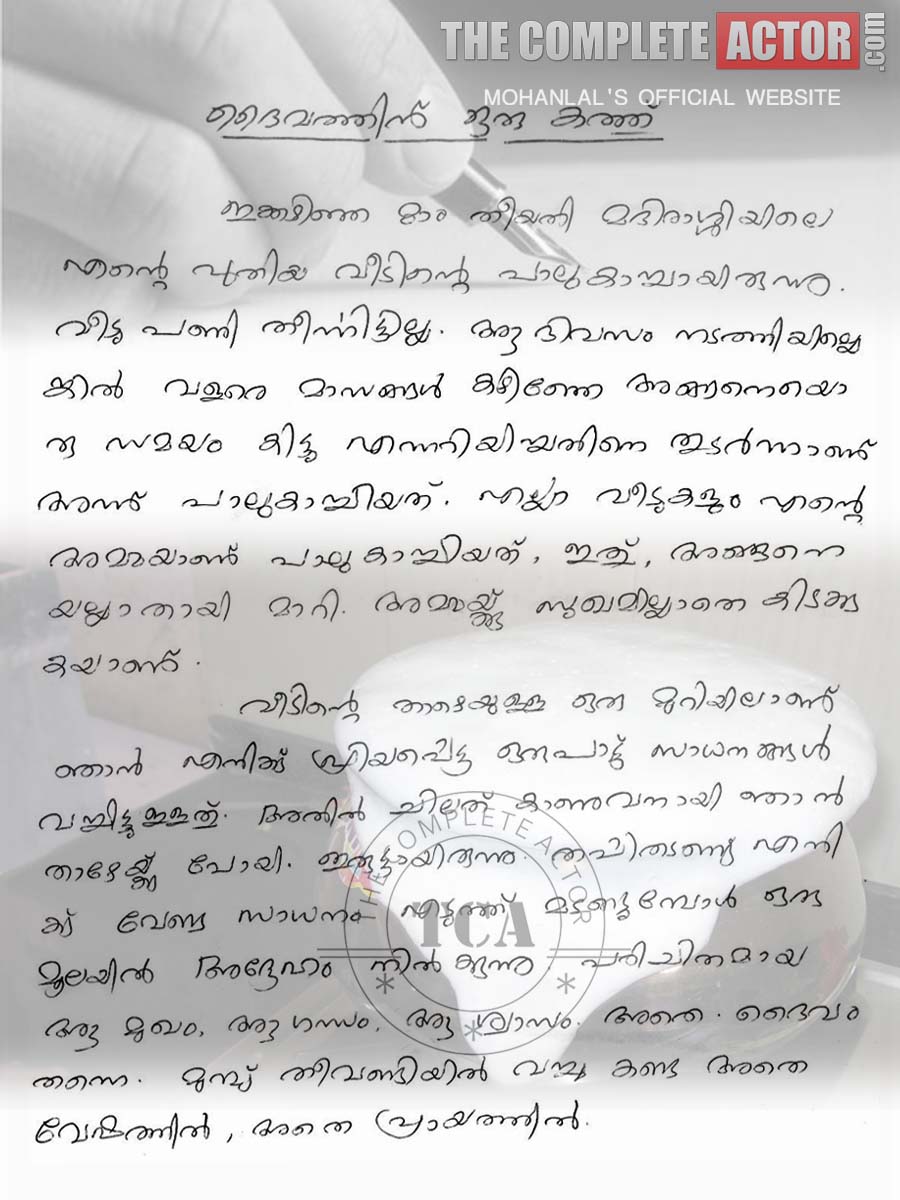 THE COMPLETE ACTOR.com
MOHANLAL'S OFFICIAL WEBSITE
ദൈവത്തിന് ഒരു കത്ത്
ഇക്കഴിഞ്ഞ ൭ാം തീയതി മദിരാശിയിലെ
എന്റെ പുതിയ വീടിന്റെ പാലുകാച്ചായിരുന്നു.
വീട്ടു പണി തീർന്നിട്ടില്ല. ആ ദിവസം നടത്തിയില്ലെ
ങ്കിൽ വളരെ മാസങ്ങൾ കഴിഞ്ഞേ അങ്ങനെയൊ
രു സമയം കിട്ടൂ എന്നറിയിച്ചതിനെ തുടർന്നാണ്
അന്ന് പാലുകാച്ചിയത്. എല്ലാ വീടുകളും എന്റെ
അമ്മയാണ് പാലു കാച്ചിയത്, ഇത്, അങ്ങനെ
യല്ലാതായി മാറി. അമ്മയ്ക്ക് സുഖമില്ലാതെ കിടക്കു
കയാണ്.
വീടിന്റെ താഴെയുള്ള ഒരു മുറിയിലാണ്
ഞാൻ എനിക്ക് പ്രിയപ്പെട്ട ഒരുപാട് സാധനങ്ങൾ
വച്ചിട്ടുള്ളത്. അതിൽ ചിലത് കാണുവനായി ഞാൻ
താഴേയ്ക്ക് പോയി. ഇരുട്ടായിരുന്നു. തപ്പിതടഞ്ഞു എനി
ക്കു വേണ്ട സാധനം എടുത്ത് മടങ്ങുമ്പോൾ ഒരു
മൂലയിൽ അദ്ദേഹം നിൽക്കുന്നു. പരിചിതമായ
ആ മുഖം, ആ ഗന്ധം, ആ ശ്വാസം. അതെ. ദൈവം
തന്നെ. മുമ്പ് തീവണ്ടിയിൽ വച്ചു കണ്ട അതെ
വേഷത്തിൽ, അതെ പ്രായത്തിൽ.
THE COMPLETE ACTOR
TCA